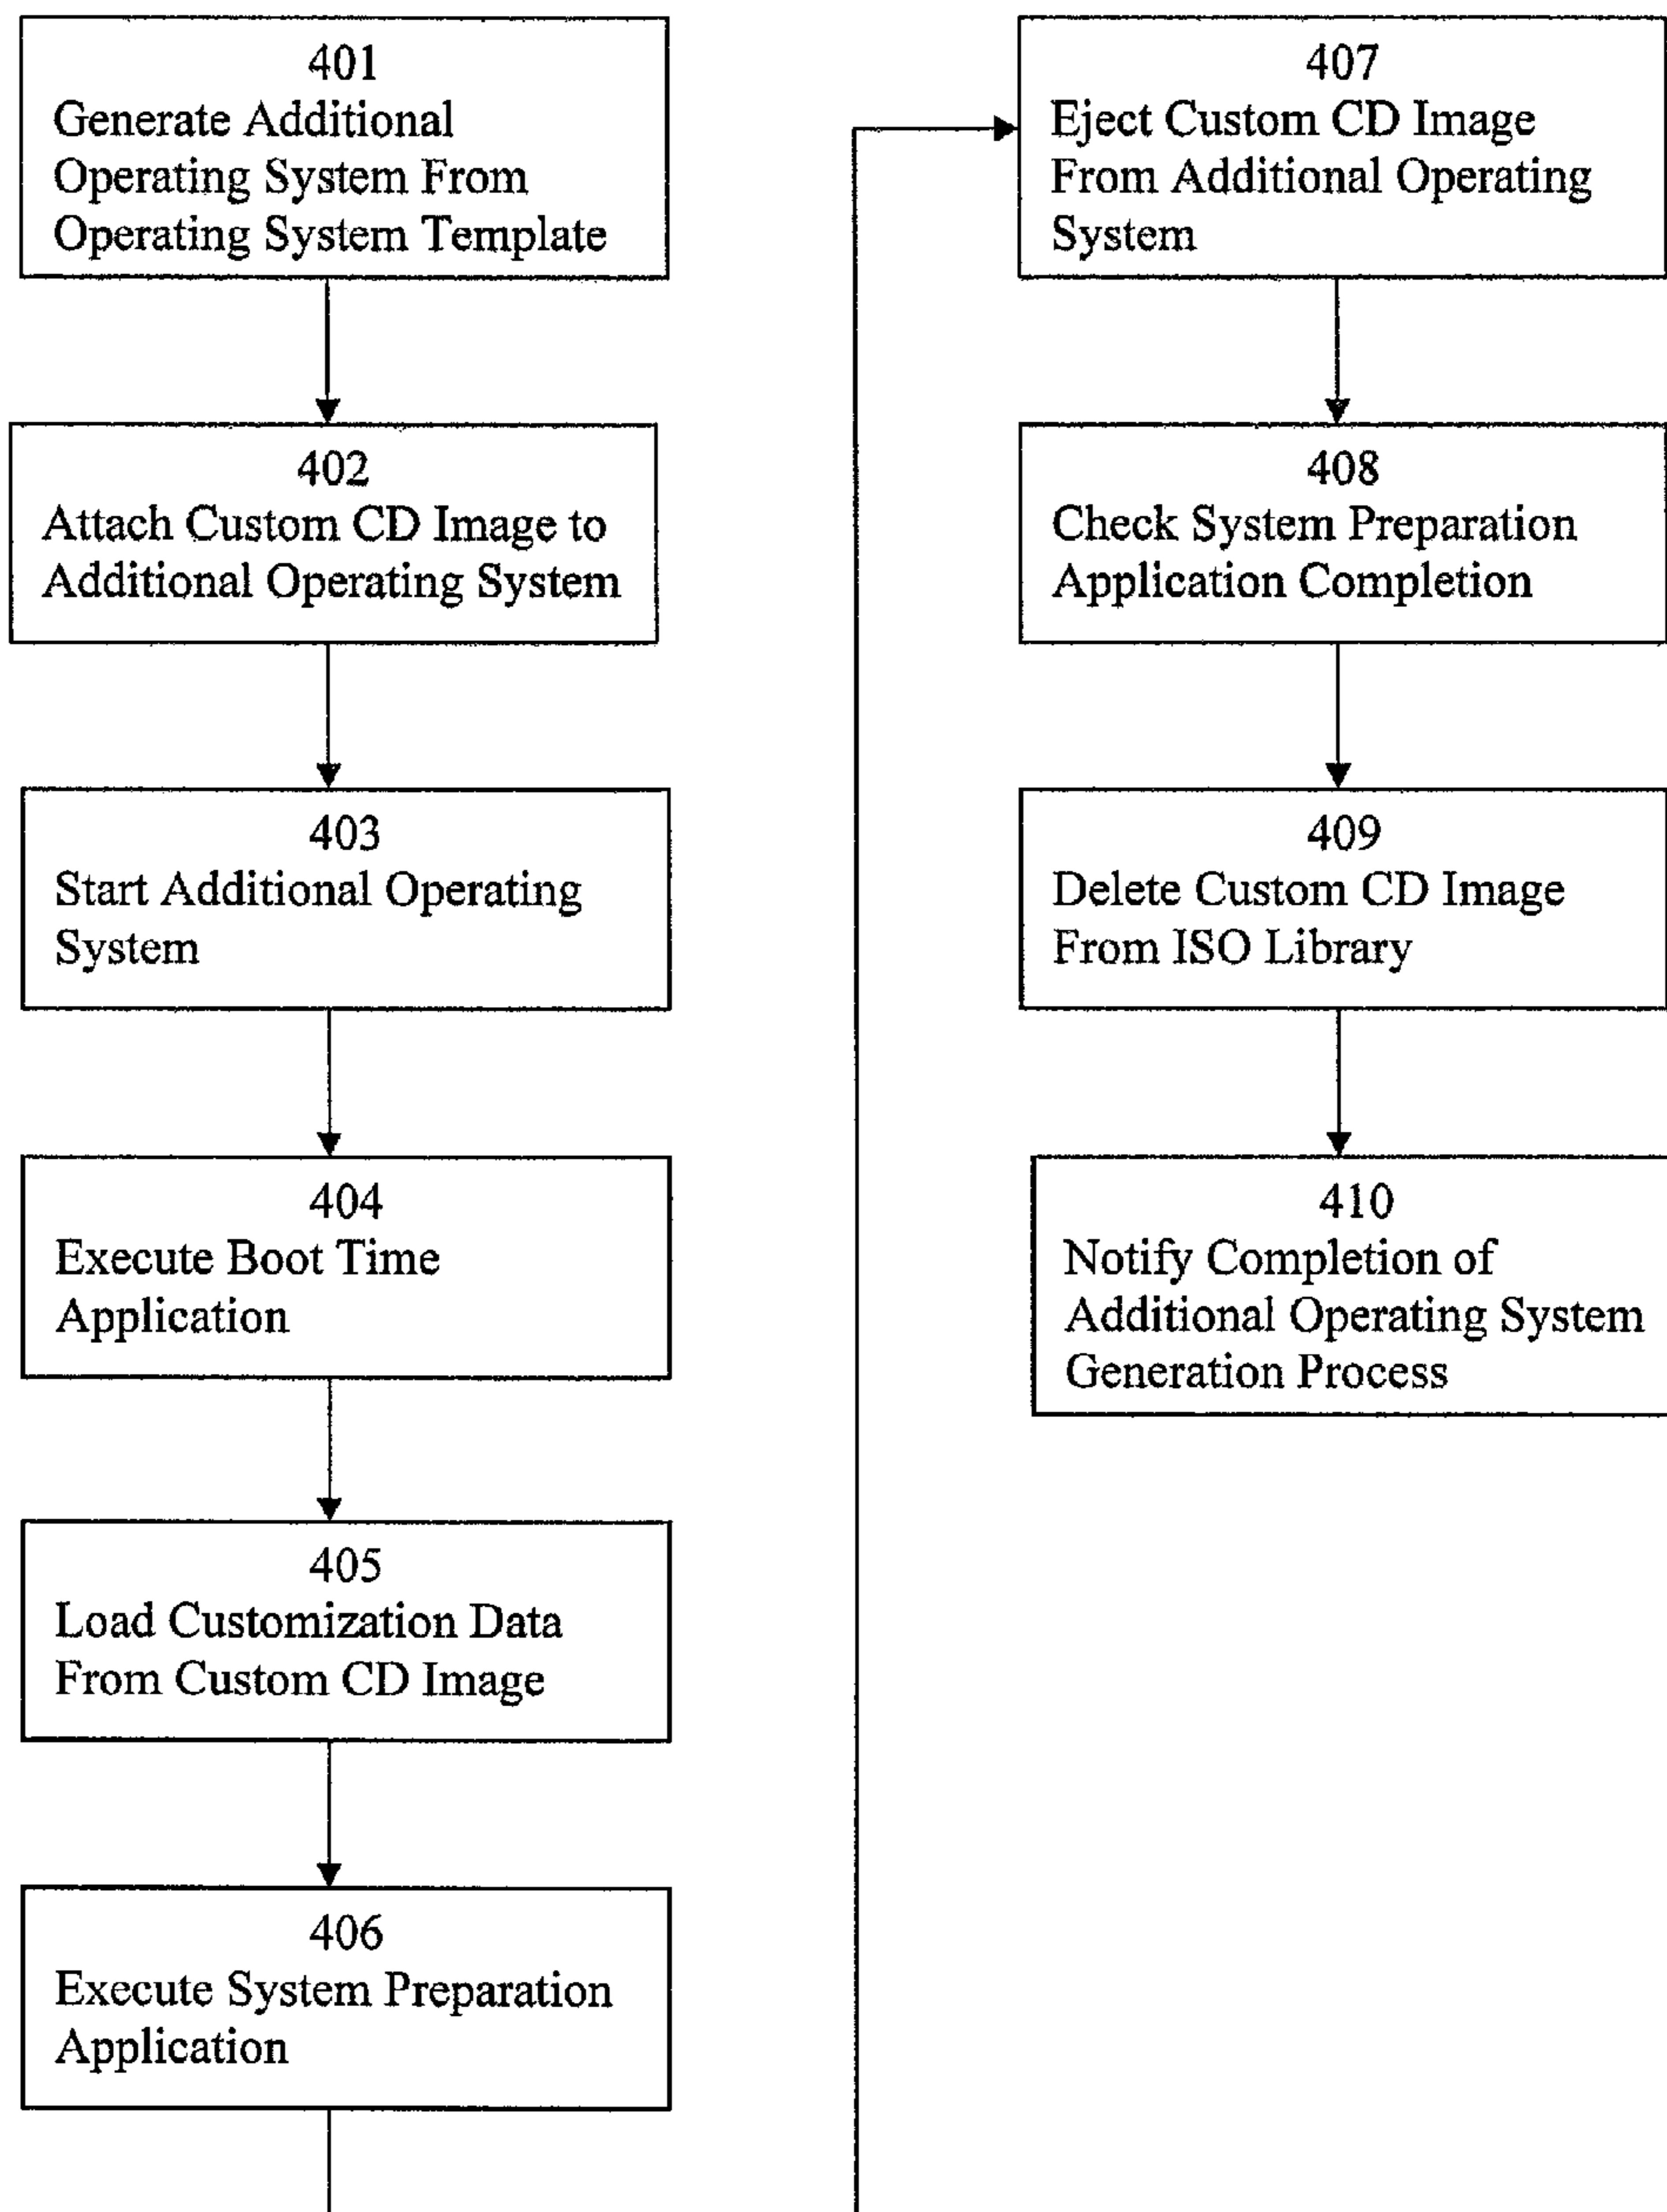 401
Generate Additional
Operating System From
Operating System Template
402
Attach Custom CD Image to
Additional Operating System
403
Start Additional Operating
System
404
Execute Boot Time
Application
405
Load Customization Data
From Custom CD Image
406
Execute System Preparation
Application
407
Eject Custom CD Image
From Additional Operating
System
408
Check System Preparation
Application Completion
409
Delete Custom CD Image
From ISO Library
410
Notify Completion of
Additional Operating System
Generation Process